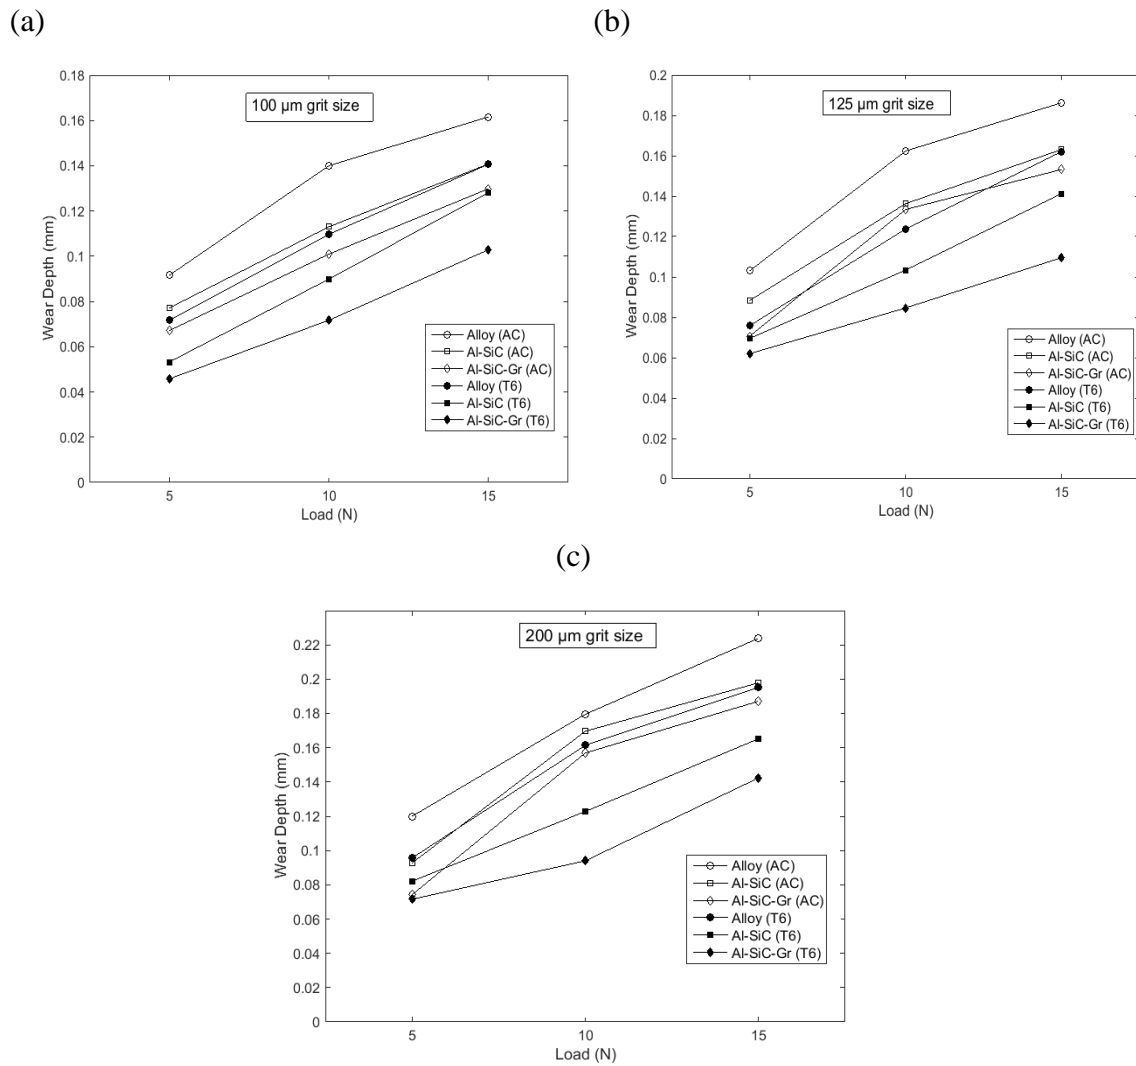 (a)
100 µm grit size
0.18
0.16
0.14
0.12
0.1
0.08
0.06
0.04
0.02
0
Wear Depth (mm)
5 10 15
Load (N)
Alloy (AC)
Al-SiC (AC)
Al-SiC-Gr (AC)
Alloy (T6)
Al-SiC (T6)
Al-SiC-Gr (T6)
(b)
125 µm grit size
0.2
0.18
0.16
0.14
0.12
0.1
0.08
0.06
0.04
0.02
0
Wear Depth (mm)
5 10 15
Load (N)
Alloy (AC)
Al-SiC (AC)
Al-SiC-Gr (AC)
Alloy (T6)
Al-SiC (T6)
Al-SiC-Gr (T6)
(c)
200 µm grit size
0.22
0.2
0.18
0.16
0.14
0.12
0.1
0.08
0.06
0.04
0.02
0
Wear Depth (mm)
5 10 15
Load (N)
Alloy (AC)
Al-SiC (AC)
Al-SiC-Gr (AC)
Alloy (T6)
Al-SiC (T6)
Al-SiC-Gr (T6)